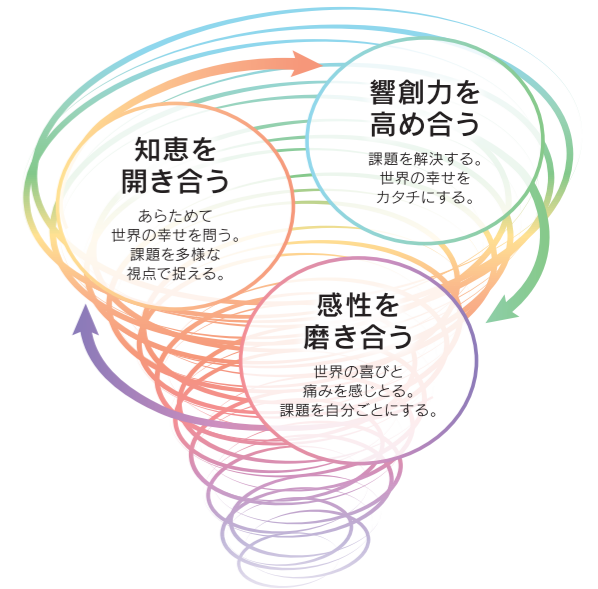 響創力を
高め合う
課題を解決する。
世界の幸せを
カタチにする。
知恵を
開き合う
あらためて
世界の幸せを問う。
課題を多様な
視点で捉える。
感性を
磨き合う
世界の喜びと
痛みを感じとる。
課題を自分ごとにする。